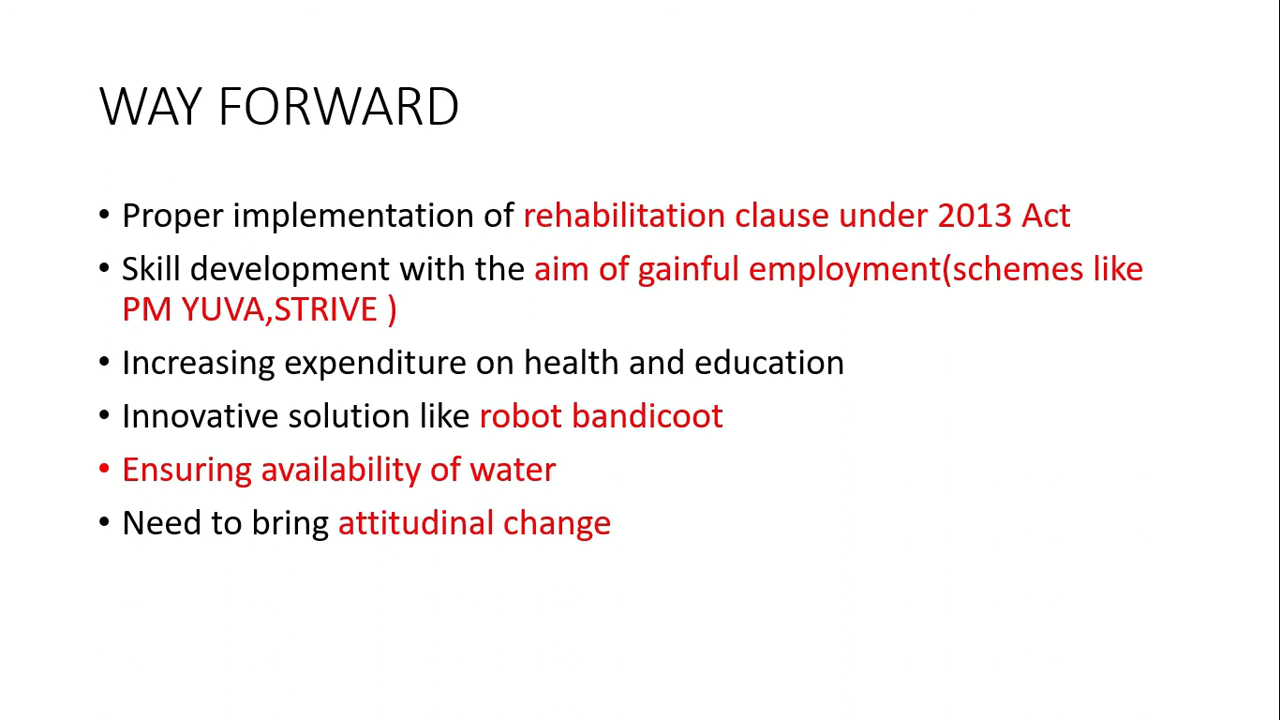 WAY FORWARD
• Proper implementation of rehabilitation clause under 2013 Act
• Skill development with the aim of gainful employment(schemes like
PM YUVA,STRIVE )
• Increasing expenditure on health and education
• Innovative solution like robot bandicoot
• Ensuring availability of water
• Need to bring attitudinal change